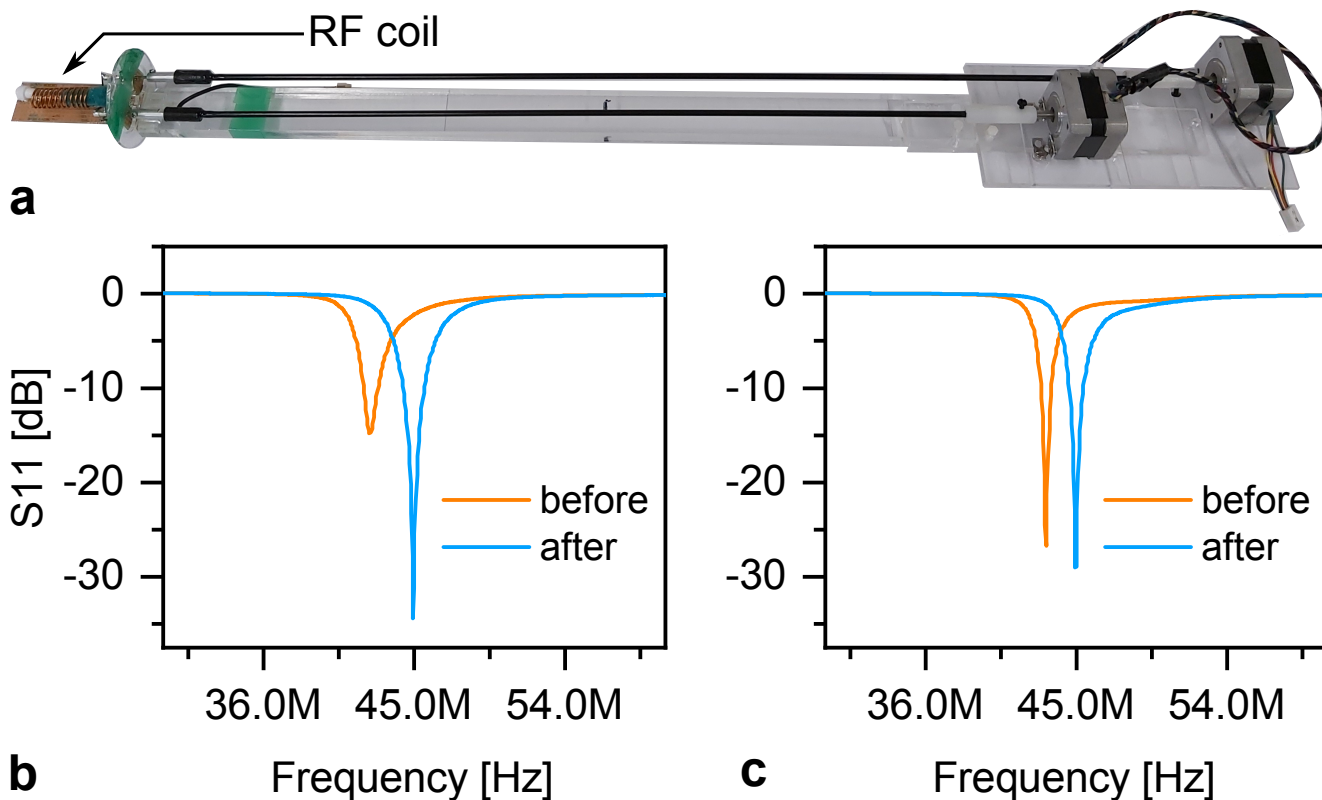 RF coil
a
0
-10
-20
-30
S11 [dB]
before
after
36.0M 45.0M 54.0M
b
Frequency [Hz]
0
-10
-20
-30
before
after
36.0M 45.0M 54.0M
c
Frequency [Hz]